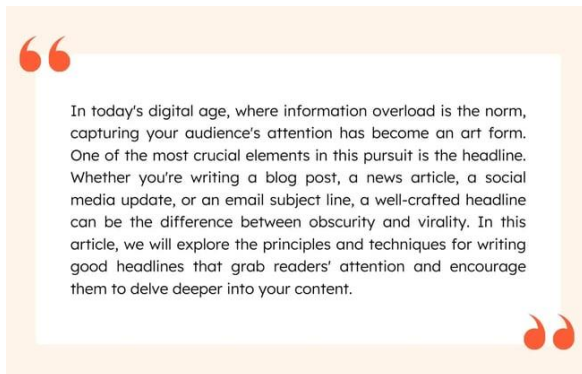 In today's digital age, where information overload is the norm,
capturing your audience's attention has become an art form.
One of the most crucial elements in this pursuit is the headline.
Whether you're writing a blog post, a news article, a social
media update, or an email subject line, a well-crafted headline
can be the difference between obscurity and virality. In this
article, we will explore the principles and techniques for writing
good headlines that grab readers' attention and encourage
them to delve deeper into your content.